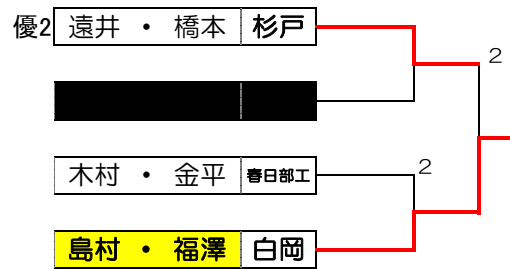 優2 遠井 ・ 橋本 杉戸
2
木村 ・ 金平 春日部工
2
島村 ・ 福澤 白岡